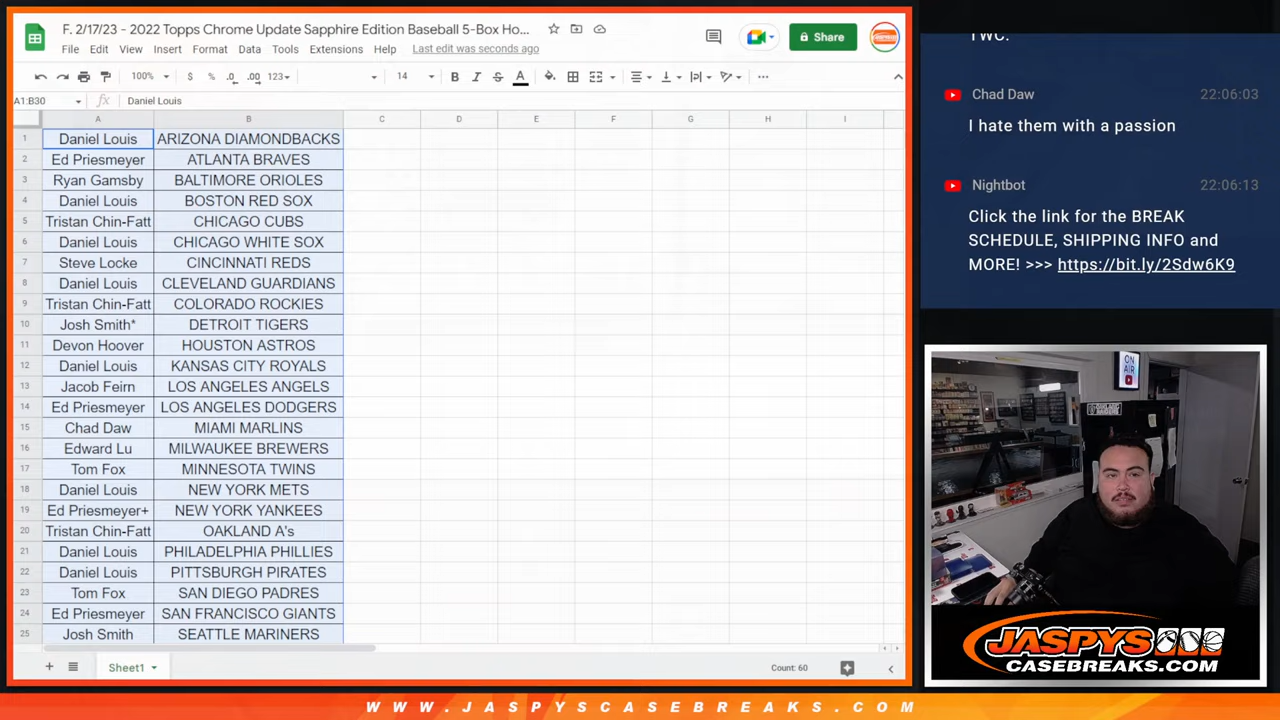 F. 2/17/23 - 2022 Topps Chrome Update Sapphire Edition Baseball 5-Box Ho...
File Edit View Insert Format Data Tools Extensions Help Last edit was seconds ago
Share
100% $ % .0 .00 123 14 B I S A
A1:B30 fx Daniel Louis
A B C D E F G H I
1 Daniel Louis ARIZONA DIAMONDBACKS
2 Ed Priesmeyer ATLANTA BRAVES
3 Ryan Gamsby BALTIMORE ORIOLES
4 Daniel Louis BOSTON RED SOX
5 Tristan Chin-Fatt CHICAGO CUBS
6 Daniel Louis CHICAGO WHITE SOX
7 Steve Locke CINCINNATI REDS
8 Daniel Louis CLEVELAND GUARDIANS
9 Tristan Chin-Fatt COLORADO ROCKIES
10 Josh Smith* DETROIT TIGERS
11 Devon Hoover HOUSTON ASTROS
12 Daniel Louis KANSAS CITY ROYALS
13 Jacob Feirn LOS ANGELES ANGELS
14 Ed Priesmeyer LOS ANGELES DODGERS
15 Chad Daw MIAMI MARLINS
16 Edward Lu MILWAUKEE BREWERS
17 Tom Fox MINNESOTA TWINS
18 Daniel Louis NEW YORK METS
19 Ed Priesmeyer+ NEW YORK YANKEES
20 Tristan Chin-Fatt OAKLAND A's
21 Daniel Louis PHILADELPHIA PHILLIES
22 Daniel Louis PITTSBURGH PIRATES
23 Tom Fox SAN DIEGO PADRES
24 Ed Priesmeyer SAN FRANCISCO GIANTS
25 Josh Smith SEATTLE MARINERS
Sheet1
Count: 60
TWC.
Chad Daw 22:06:03
I hate them with a passion
Nightbot 22:06:13
Click the link for the BREAK
SCHEDULE, SHIPPING INFO and
MORE! >>> https://bit.ly/2Sdw6K9
ON
AIR
JASPYS
CASEBREAKS.COM
WWW.JASPYSCASEBREAKS.COM